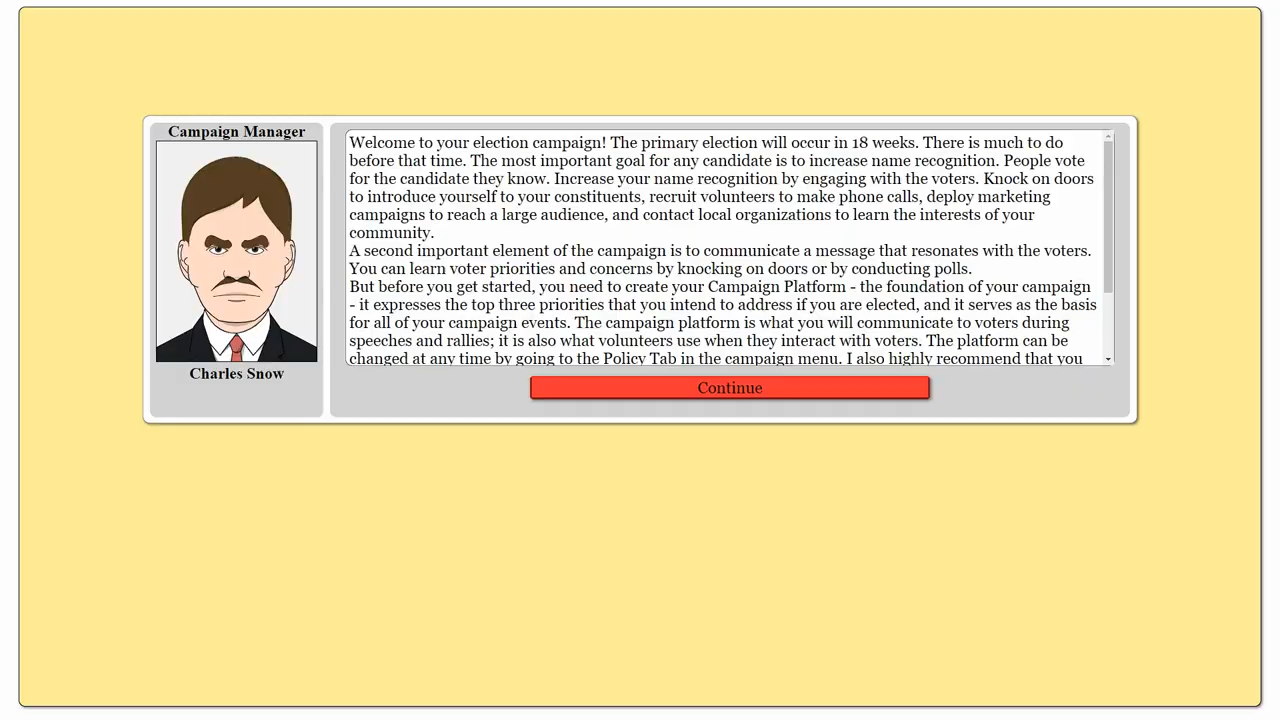 Campaign Manager
Charles Snow
Welcome to your election campaign! The primary election will occur in 18 weeks. There is much to do
before that time. The most important goal for any candidate is to increase name recognition. People vote
for the candidate they know. Increase your name recognition by engaging with the voters. Knock on doors
to introduce yourself to your constituents, recruit volunteers to make phone calls, deploy marketing
campaigns to reach a large audience, and contact local organizations to learn the interests of your
community.
A second important element of the campaign is to communicate a message that resonates with the voters.
You can learn voter priorities and concerns by knocking on doors or by conducting polls.
But before you get started, you need to create your Campaign Platform - the foundation of your campaign
- it expresses the top three priorities that you intend to address if you are elected, and it serves as the basis
for all of your campaign events. The campaign platform is what you will communicate to voters during
speeches and rallies; it is also what volunteers use when they interact with voters. The platform can be
changed at any time by going to the Policy Tab in the campaign menu. I also highly recommend that you
Continue